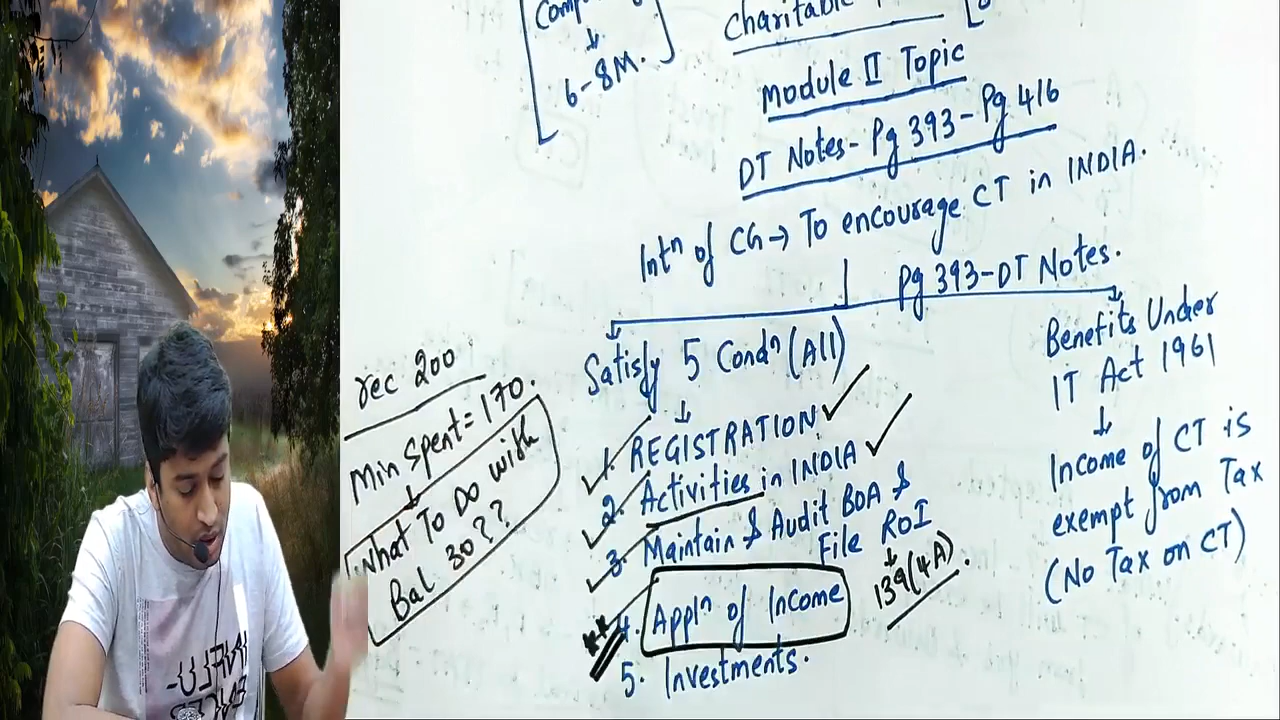 6-8M.
Charitable
Module II Topic
DT Notes- Pg 393-Pg 416
Intⁿ of CG→ To encourage CT in INDIA.
Pg 393-DT Notes.
Satisfy 5 Condⁿ (All)
1. REGISTRATION
2. Activities in INDIA
3. Maintain & Audit BOA &
File ROI
139(4A).
4. Applⁿ of Income
5. Investments.
Benefits Under
IT Act 1961
Income of CT is
exempt from Tax
(No Tax on CT)
rec 200
Min Spent=170.
What To Do with
Bal 30??